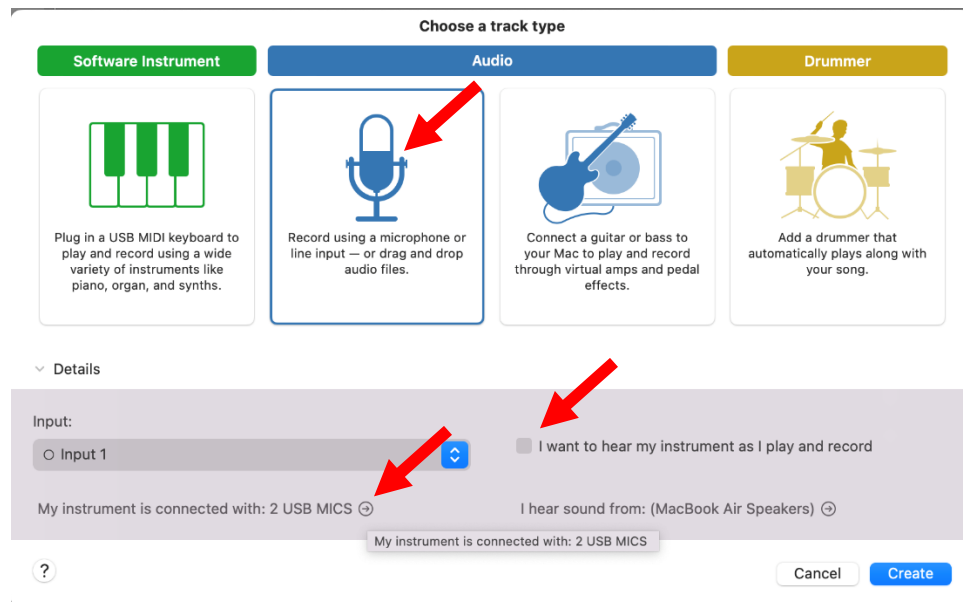 Choose a track type
Software Instrument
Audio
Drummer
Plug in a USB MIDI keyboard to
play and record using a wide
variety of instruments like
piano, organ, and synths.
Record using a microphone or
line input — or drag and drop
audio files.
Connect a guitar or bass to
your Mac to play and record
through virtual amps and pedal
effects.
Add a drummer that
automatically plays along with
your song.
Details
Input:
Input 1
I want to hear my instrument as I play and record
My instrument is connected with: 2 USB MICS
I hear sound from: (MacBook Air Speakers)
My instrument is connected with: 2 USB MICS
?
Cancel
Create